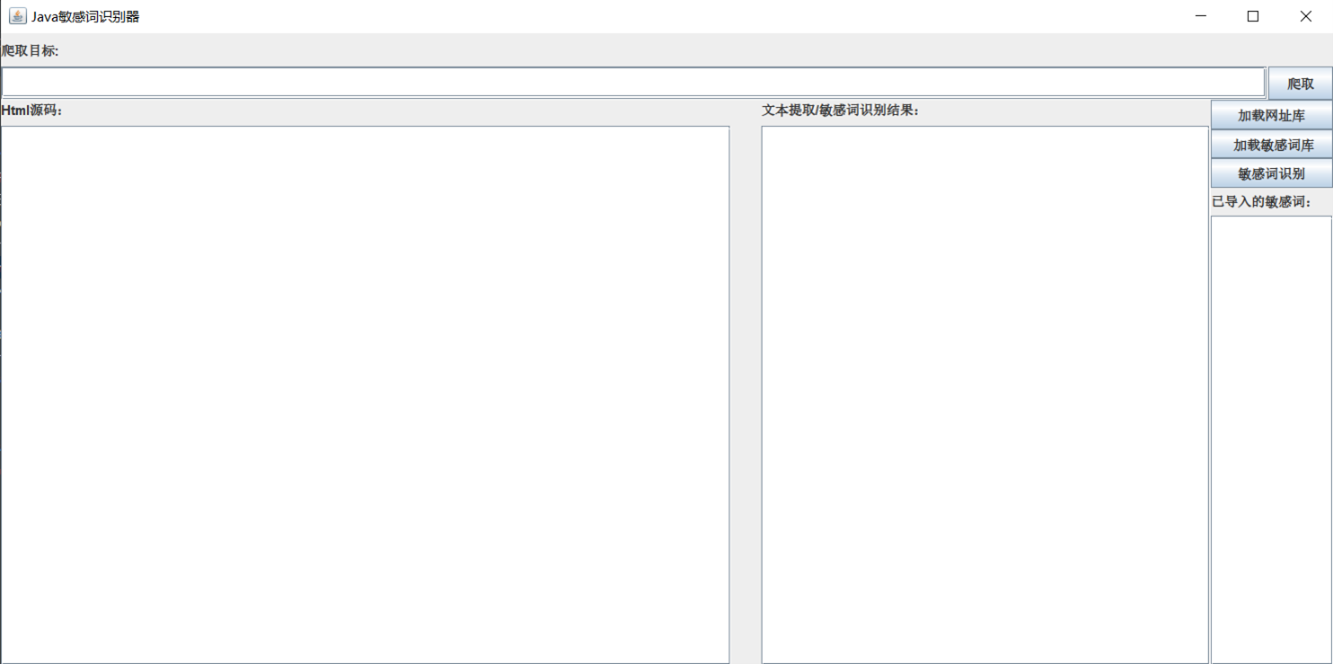 Java敏感词识别器
爬取目标:
爬取
Html源码：
文本提取/敏感词识别结果：
加载网址库
加载敏感词库
敏感词识别
已导入的敏感词：